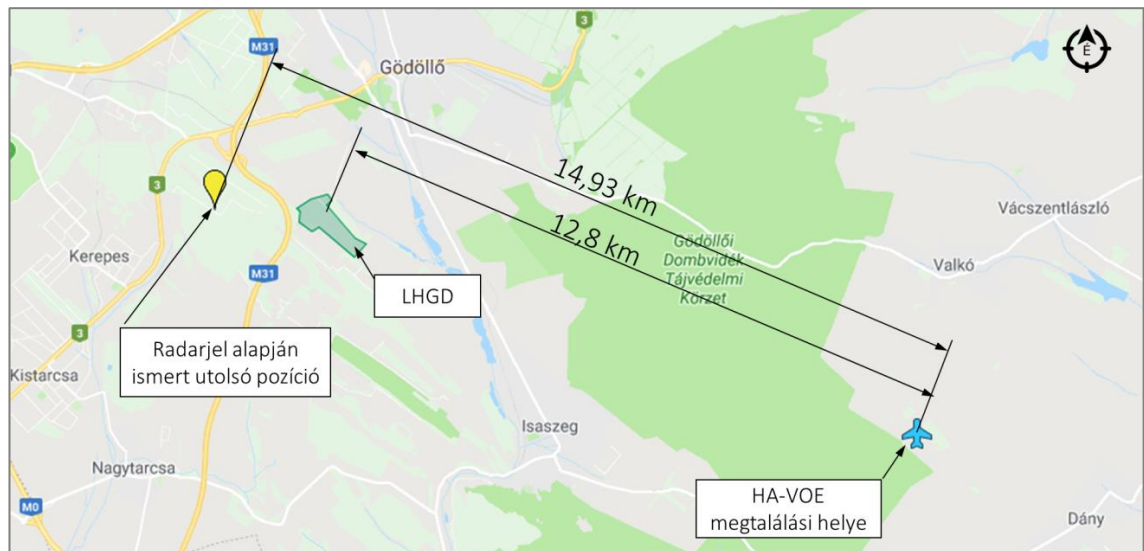 3
M31
É
Gödöllő
14,93 km
12,8 km
3
Vácszentlászló
Kerepes
Gödöllői
Dombvidék
Tájvédelmi
Körzet
Valkó
M31
LHGD
3
Radarjel alapján
ismert utolsó pozíció
Kistarcsa
Isaszeg
Nagytarcsa
HA-VOE
megtalálási helye
M0
Dány